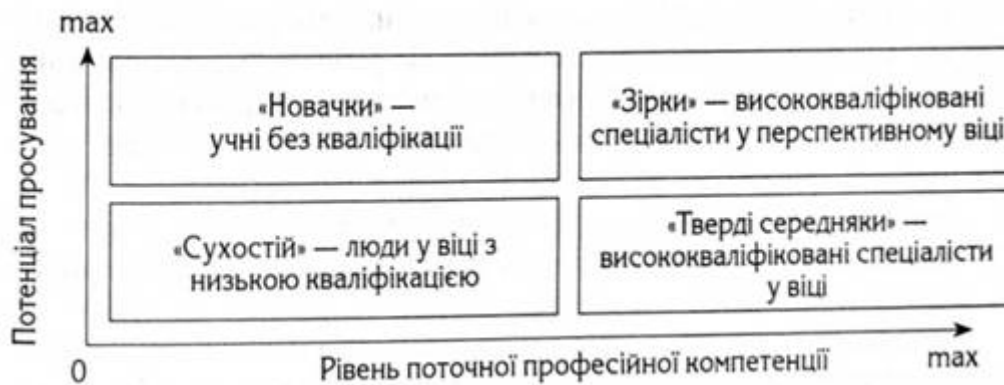 max
Потенціал просування
«Новачки» —
учні без кваліфікації
«Зірки» — висококваліфіковані
спеціалісти у перспективному віці
«Сухостій» — люди у віці з
низькою кваліфікацією
«Тверді середняки» —
висококваліфіковані спеціалісти
у віці
0
Рівень поточної професійної компетенції
max